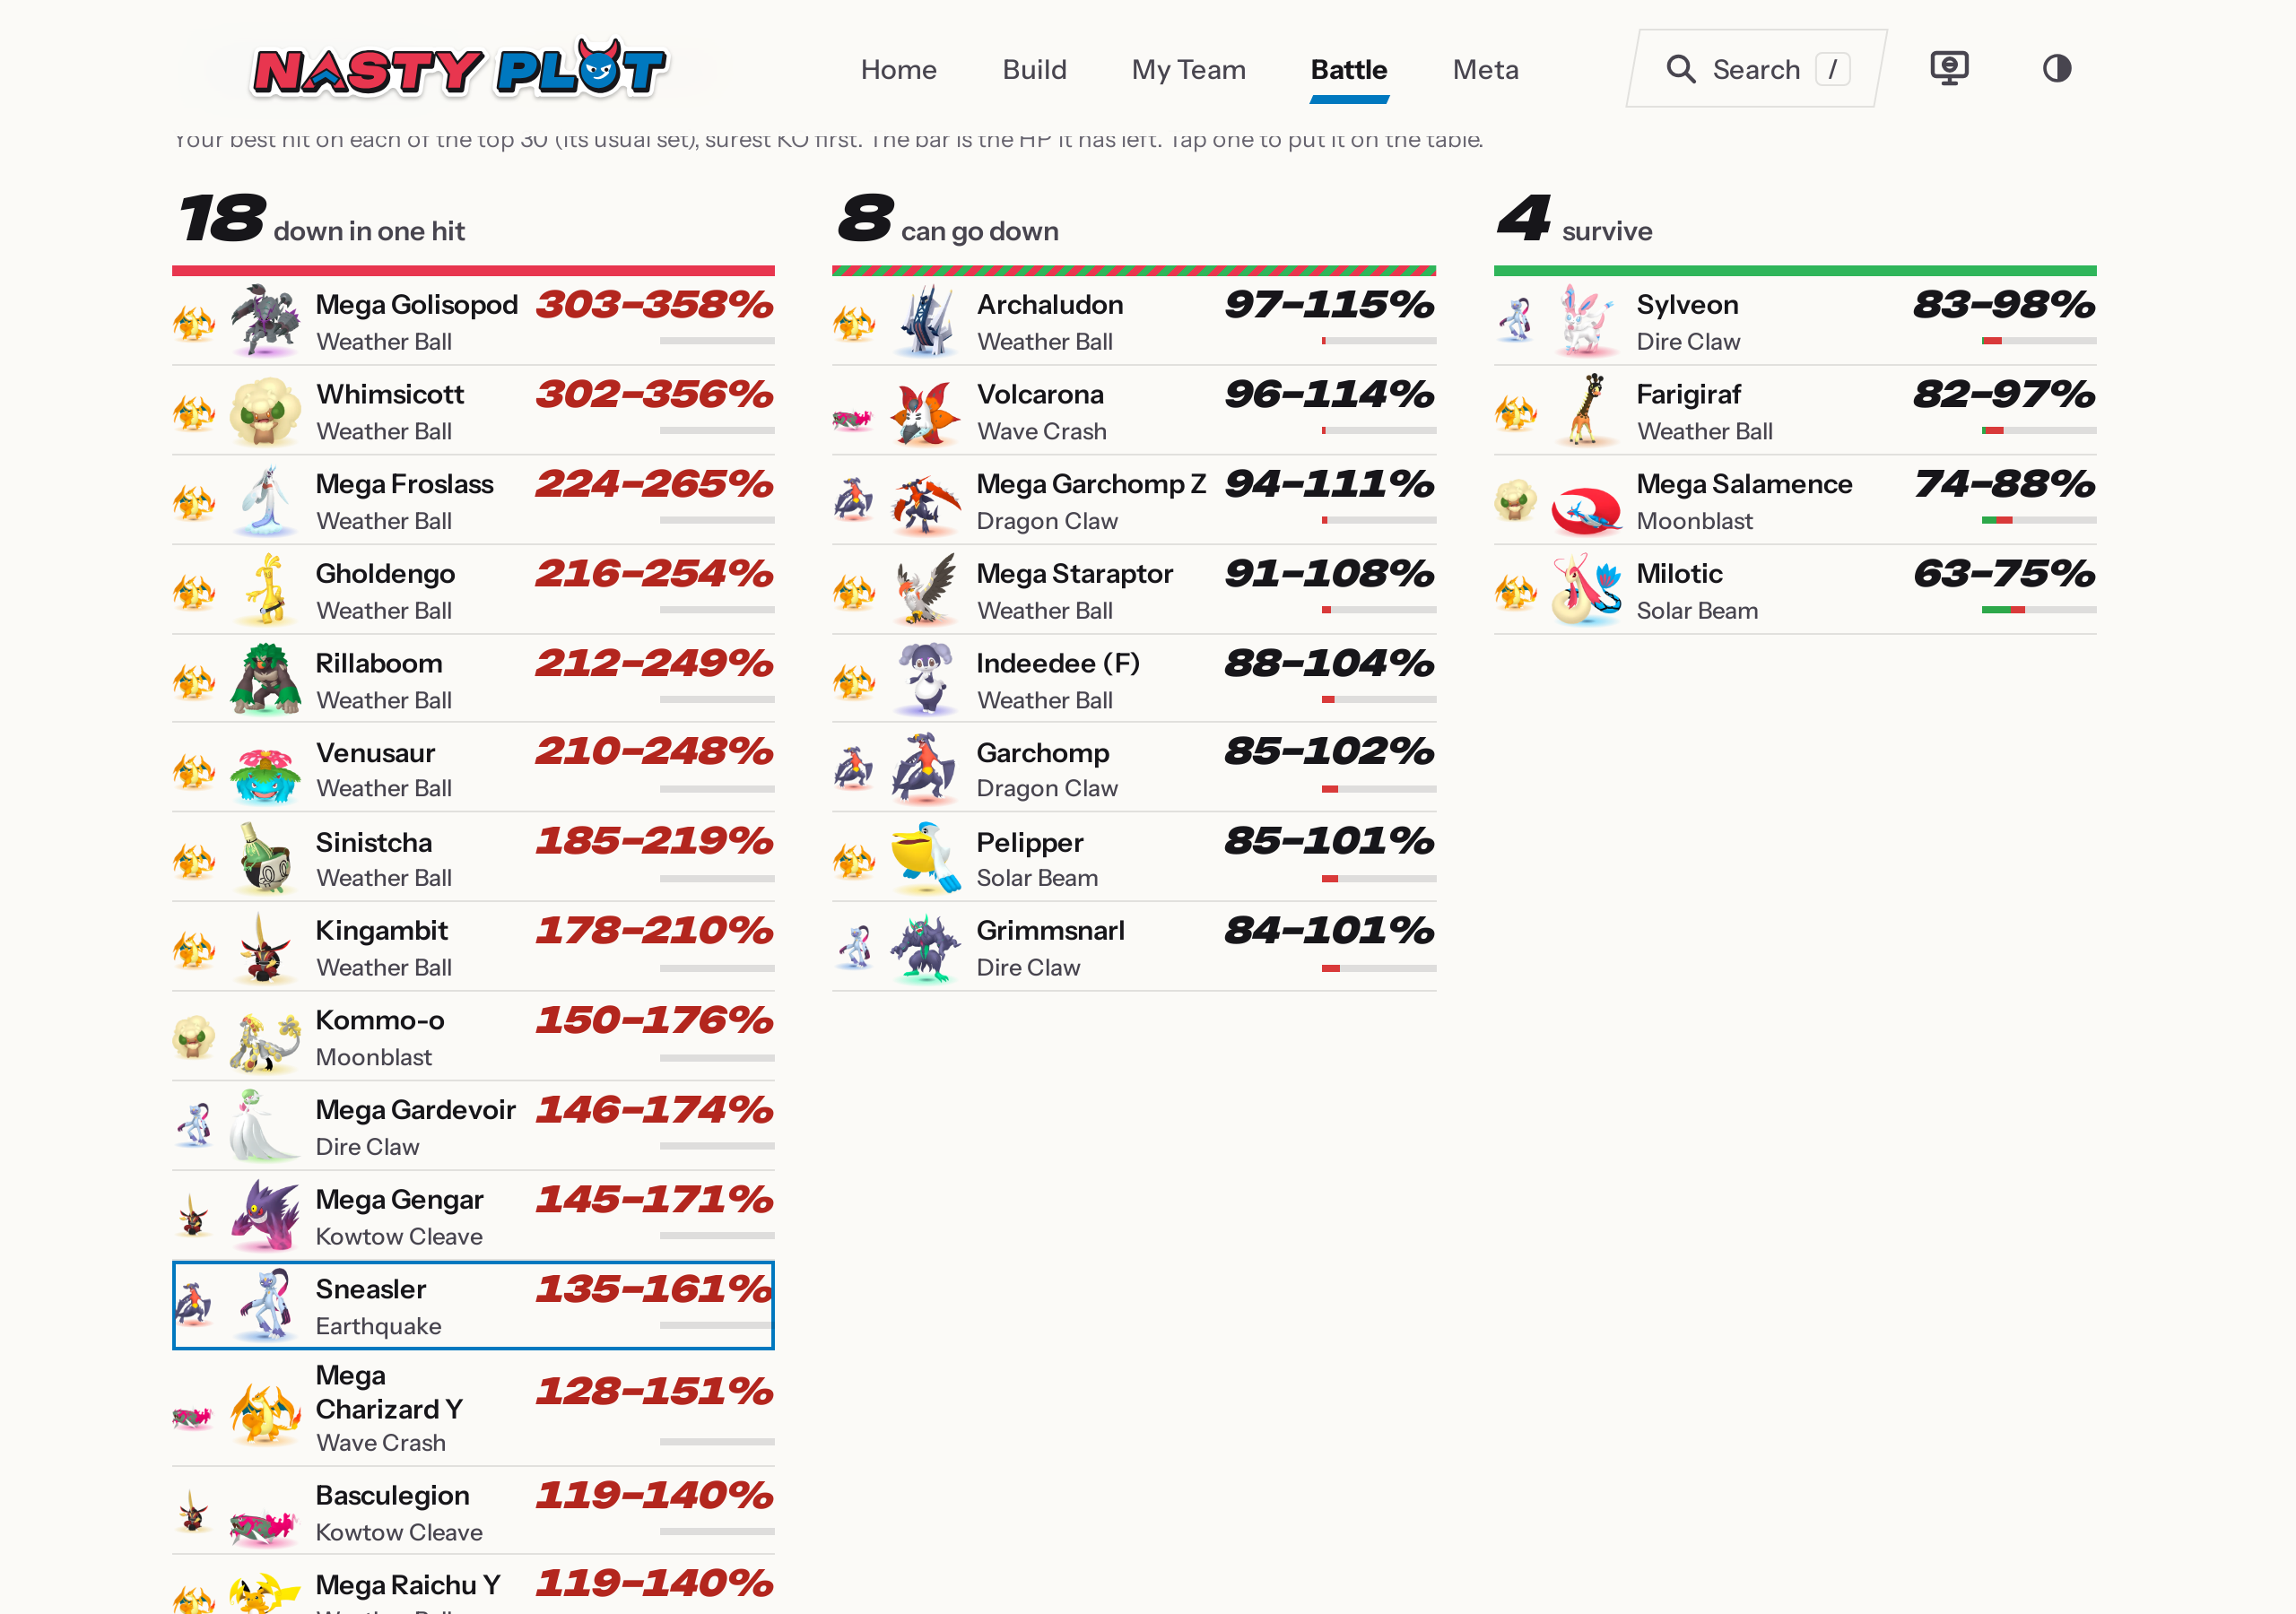 NASTY PLOT
Home
Build
My Team
Battle
Meta
Search /
Your best hit on each of the top 30 (its usual set), surest KO first. The bar is the HP it has left. Tap one to put it on the table.
18 down in one hit
Mega Golisopod 303–358%
Weather Ball
Whimsicott 302–356%
Weather Ball
Mega Froslass 224–265%
Weather Ball
Gholdengo 216–254%
Weather Ball
Rillaboom 212–249%
Weather Ball
Venusaur 210–248%
Weather Ball
Sinistcha 185–219%
Weather Ball
Kingambit 178–210%
Weather Ball
Kommo-o 150–176%
Moonblast
Mega Gardevoir 146–174%
Dire Claw
Mega Gengar 145–171%
Kowtow Cleave
Sneasler 135–161%
Earthquake
Mega
Charizard Y 128–151%
Wave Crash
Basculegion 119–140%
Kowtow Cleave
Mega Raichu Y 119–140%
8 can go down
Archaludon 97–115%
Weather Ball
Volcarona 96–114%
Wave Crash
Mega Garchomp Z 94–111%
Dragon Claw
Mega Staraptor 91–108%
Weather Ball
Indeedee (F) 88–104%
Weather Ball
Garchomp 85–102%
Dragon Claw
Pelipper 85–101%
Solar Beam
Grimmsnarl 84–101%
Dire Claw
4 survive
Sylveon 83–98%
Dire Claw
Farigiraf 82–97%
Weather Ball
Mega Salamence 74–88%
Moonblast
Milotic 63–75%
Solar Beam